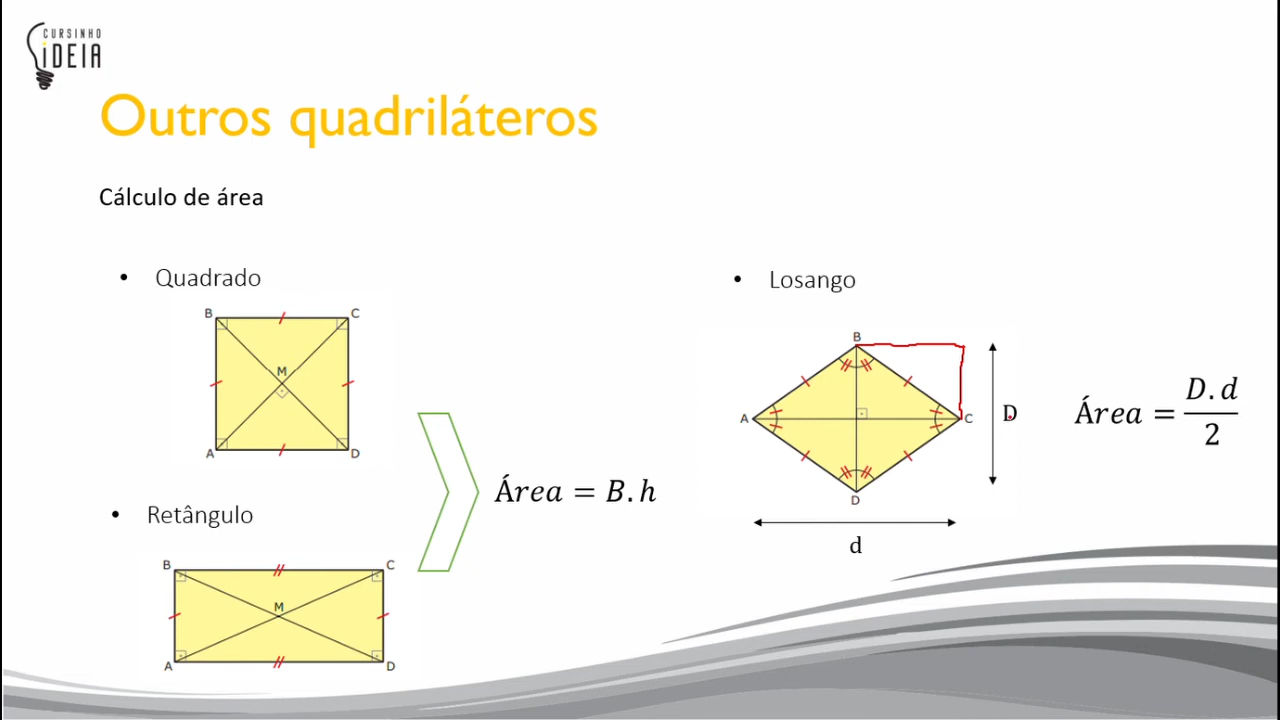 CURSINHO
iDEIA
Outros quadriláteros
Cálculo de área
• Quadrado
B C
M
A D
• Retângulo
B C
M
A D
Área = B.h
• Losango
B
A C
D
D
d
Área = D.d/2